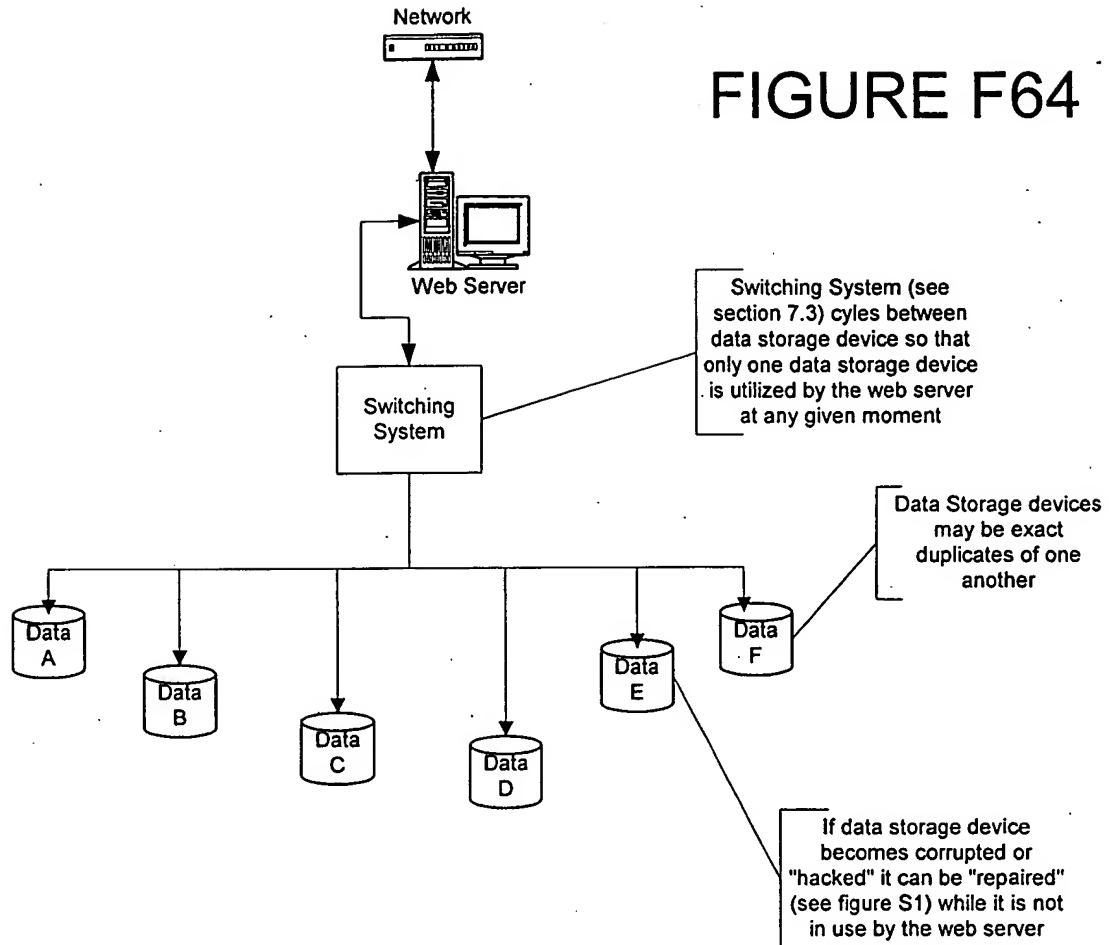 Network
FIGURE F64
Web Server
Switching System (see
section 7.3) cyles between
data storage device so that
only one data storage device
is utilized by the web server
at any given moment
Switching
System
Data Storage devices
may be exact
duplicates of one
another
Data
A
Data
B
Data
C
Data
D
Data
E
Data
F
If data storage device
becomes corrupted or
"hacked" it can be "repaired"
(see figure S1) while it is not
in use by the web server